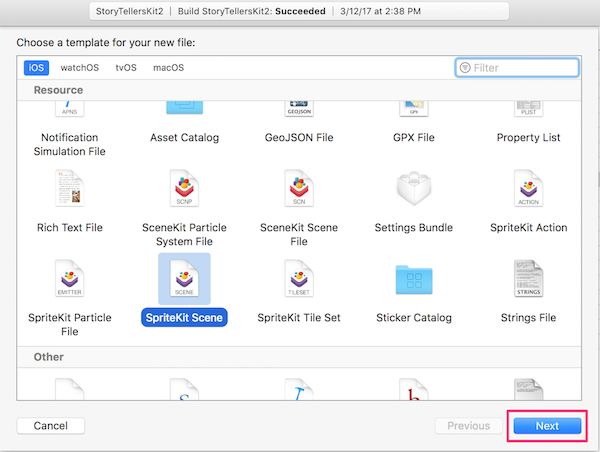 StoryTellersKit2 | Build StoryTellersKit2: Succeeded | 3/12/17 at 2:38 PM
Choose a template for your new file:
iOS watchOS tvOS macOS Filter
Resource
APNS GEOJSON GPX PLIST
Notification Simulation File
Asset Catalog
GeoJSON File
GPX File
Property List
SCNP SCN ACTION
Rich Text File
SceneKit Particle System File
SceneKit Scene File
Settings Bundle
SpriteKit Action
EMITTER SCENE TILESET STRINGS
SpriteKit Particle File
SpriteKit Scene
SpriteKit Tile Set
Sticker Catalog
Strings File
Other
Cancel Previous Next